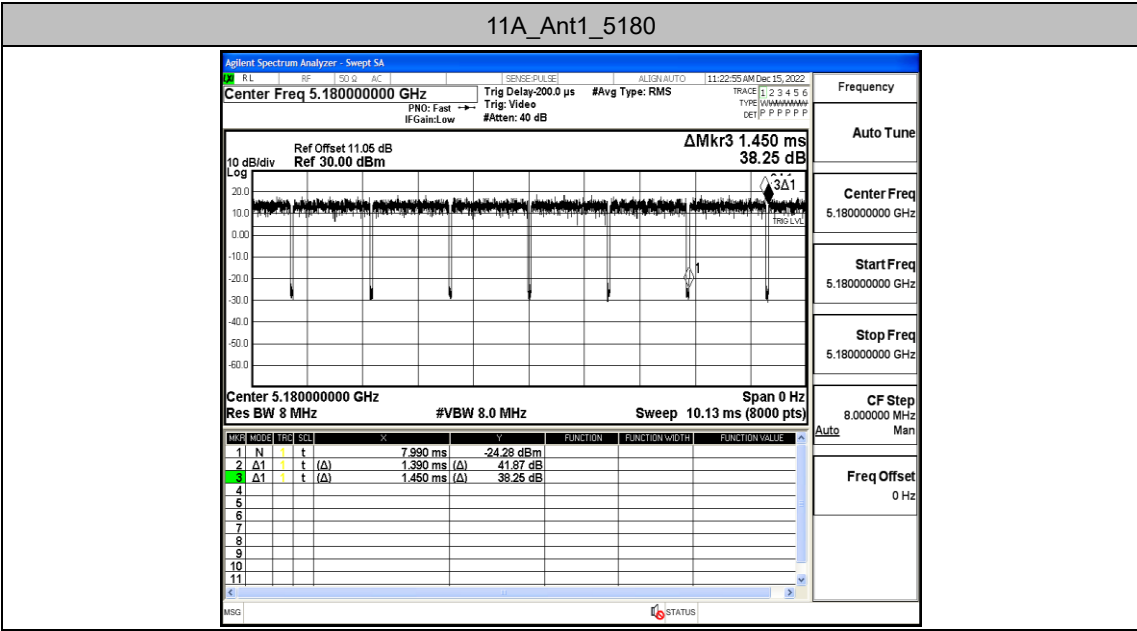 11A_Ant1_5180
Agilent Spectrum Analyzer - Swept SA
RL RF 50 Ω AC SENSE:PULSE ALIGN AUTO 11:22:55 AM Dec 15, 2022
Center Freq 5.180000000 GHz
PNO: Fast
IFGain:Low
Trig Delay-200.0 µs
Trig: Video
#Atten: 40 dB
#Avg Type: RMS
TRACE 1 2 3 4 5 6
TYPE
DET P P P P P P
Frequency
Auto Tune
Center Freq
5.180000000 GHz
Start Freq
5.180000000 GHz
Stop Freq
5.180000000 GHz
CF Step
8.000000 MHz
Auto Man
Freq Offset
0 Hz
ΔMkr3 1.450 ms
38.25 dB
Ref Offset 11.05 dB
10 dB/div Ref 30.00 dBm
Log
20.0
10.0
0.00
-10.0
-20.0
-30.0
-40.0
-50.0
-60.0
3Δ1
TRIG LVL
1
Center 5.180000000 GHz Span 0 Hz
Res BW 8 MHz #VBW 8.0 MHz Sweep 10.13 ms (8000 pts)
MKR MODE TRC SCL X Y FUNCTION FUNCTION WIDTH FUNCTION VALUE
1 N 1 t 7.990 ms -24.28 dBm
2 Δ1 1 t (Δ) 1.390 ms (Δ) 41.87 dB
3 Δ1 1 t (Δ) 1.450 ms (Δ) 38.25 dB
4
5
6
7
8
9
10
11
MSG STATUS